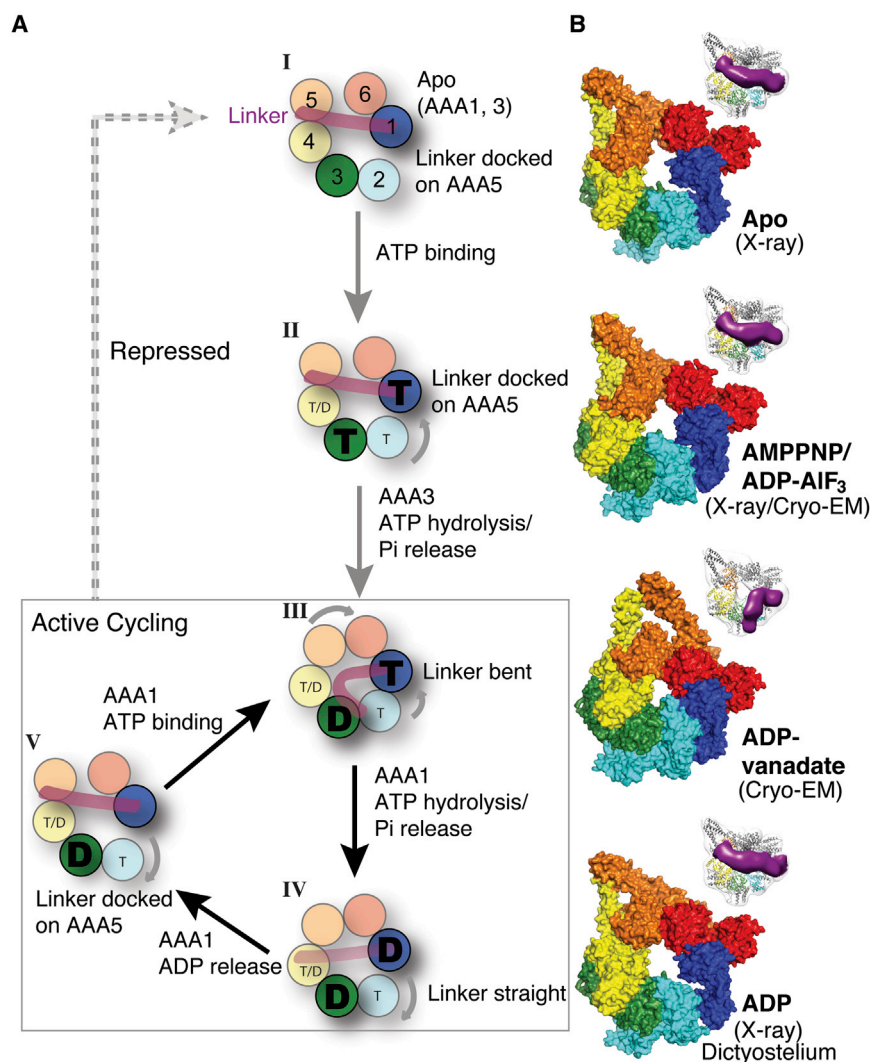 A
I
5
6
Linker
1
4
3
2
Apo
(AAA1, 3)
Linker docked
on AAA5
ATP binding
Repressed
II
T
T/D
T
T
Linker docked
on AAA5
AAA3
ATP hydrolysis/
Pi release
Active Cycling
III
T/D
T
D
T
Linker bent
AAA1
ATP binding
AAA1
ATP hydrolysis/
Pi release
V
T/D
D
T
Linker docked
on AAA5
AAA1
ADP release
IV
T/D
D
D
T
Linker straight
B
Apo
(X-ray)
AMPPNP/
ADP-AlF₃
(X-ray/Cryo-EM)
ADP-
vanadate
(Cryo-EM)
ADP
(X-ray)
Dictyostelium